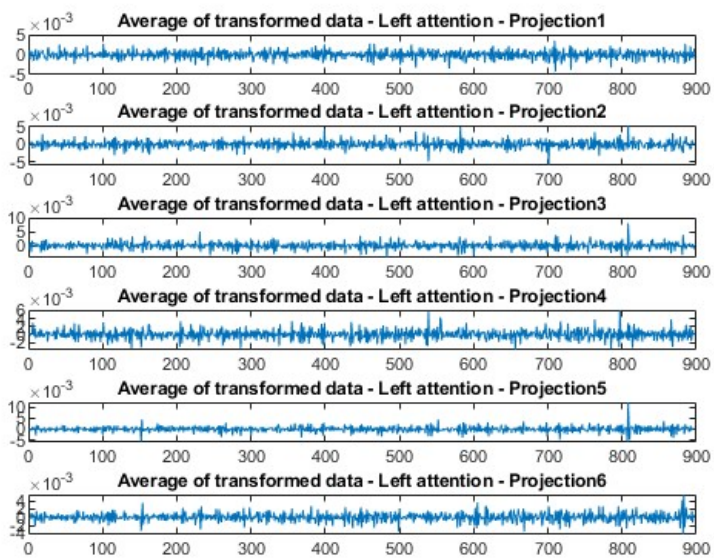 ×10⁻³ Average of transformed data - Left attention - Projection1
5
0
-5
0 100 200 300 400 500 600 700 800 900
×10⁻³ Average of transformed data - Left attention - Projection2
5
0
-5
0 100 200 300 400 500 600 700 800 900
×10⁻³ Average of transformed data - Left attention - Projection3
10
5
0
0 100 200 300 400 500 600 700 800 900
×10⁻³ Average of transformed data - Left attention - Projection4
6
4
2
0
-2
0 100 200 300 400 500 600 700 800 900
×10⁻³ Average of transformed data - Left attention - Projection5
10
5
0
-5
0 100 200 300 400 500 600 700 800 900
×10⁻³ Average of transformed data - Left attention - Projection6
4
2
0
-2
-4
0 100 200 300 400 500 600 700 800 900